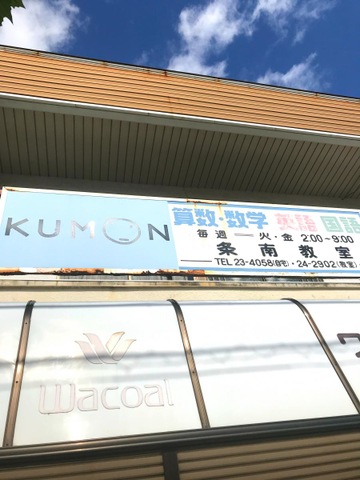 KUMON
算数・数学 英語 国語
毎週 火・金 2:00-9:00
条南教室
TEL 23-4058(自宅)・24-2902(教室)
Wacoal